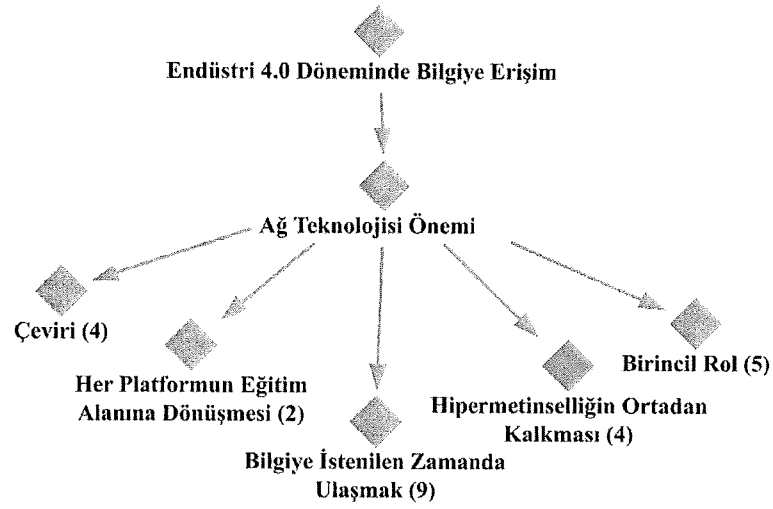 Endüstri 4.0 Döneminde Bilgiye Erişim
Ağ Teknolojisi Önemi
Çeviri (4)
Her Platformun Eğitim
Alanına Dönüşmesi (2)
Bilgiye İstenilen Zamanda
Ulaşmak (9)
Hipermetinselliğin Ortadan
Kalkması (4)
Birincil Rol (5)